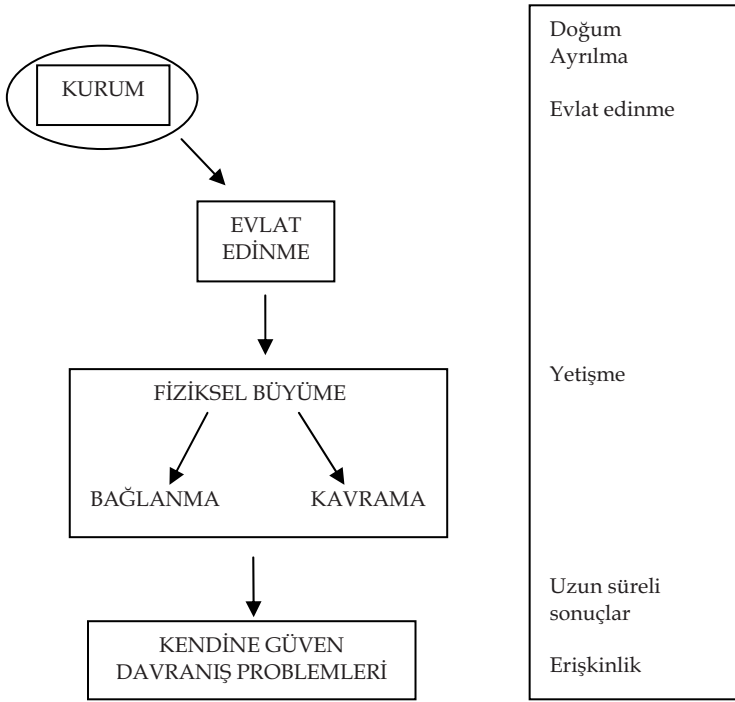 KURUM
EVLAT
EDİNME
FİZİKSEL BÜYÜME
BAĞLANMA
KAVRAMA
KENDİNE GÜVEN
DAVRANIŞ PROBLEMLERİ
Doğum
Ayrılma
Evlat edinme
Yetişme
Uzun süreli
sonuçlar
Erişkinlik